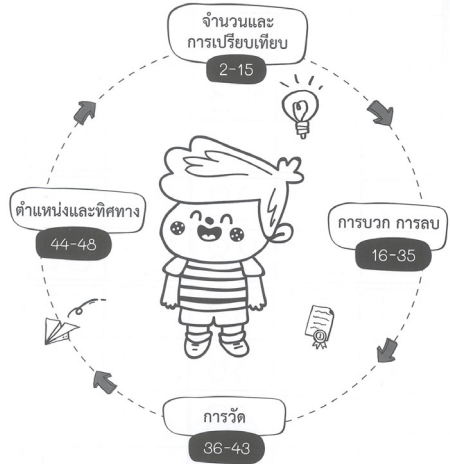 จำนวนและ
การเปรียบเทียบ
2-15
การบวก การลบ
16-35
การวัด
36-43
ตำแหน่งและทิศทาง
44-48